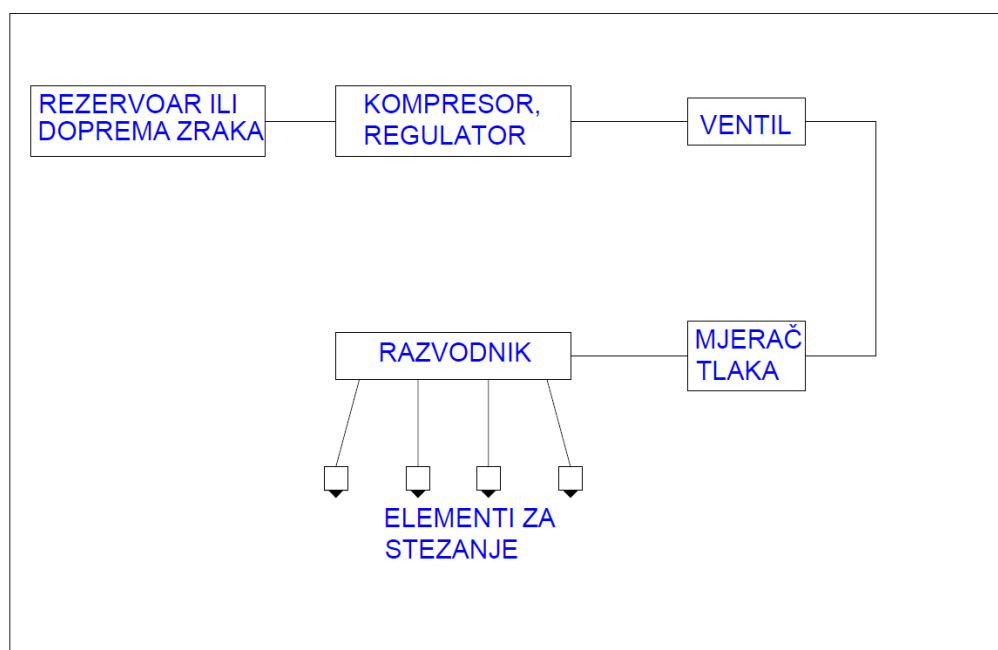 REZERVOAR ILI
DOPREMA ZRAKA
KOMPRESOR,
REGULATOR
VENTIL
RAZVODNIK
MJERAČ
TLAKA
ELEMENTI ZA
STEZANJE